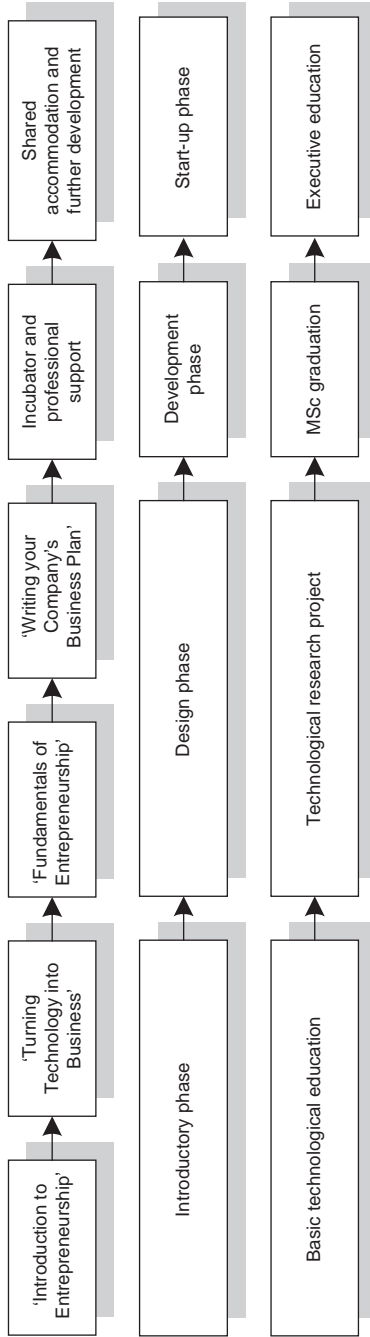 'Introduction to
Entrepreneurship'
'Turning
Technology into
Business'
'Fundamentals of
Entrepreneurship'
'Writing your
Company's
Business Plan'
Incubator and
professional
support
Shared
accommodation and
further development
Introductory phase
Design phase
Development
phase
Start-up phase
Basic technological education
Technological research project
MSc graduation
Executive education